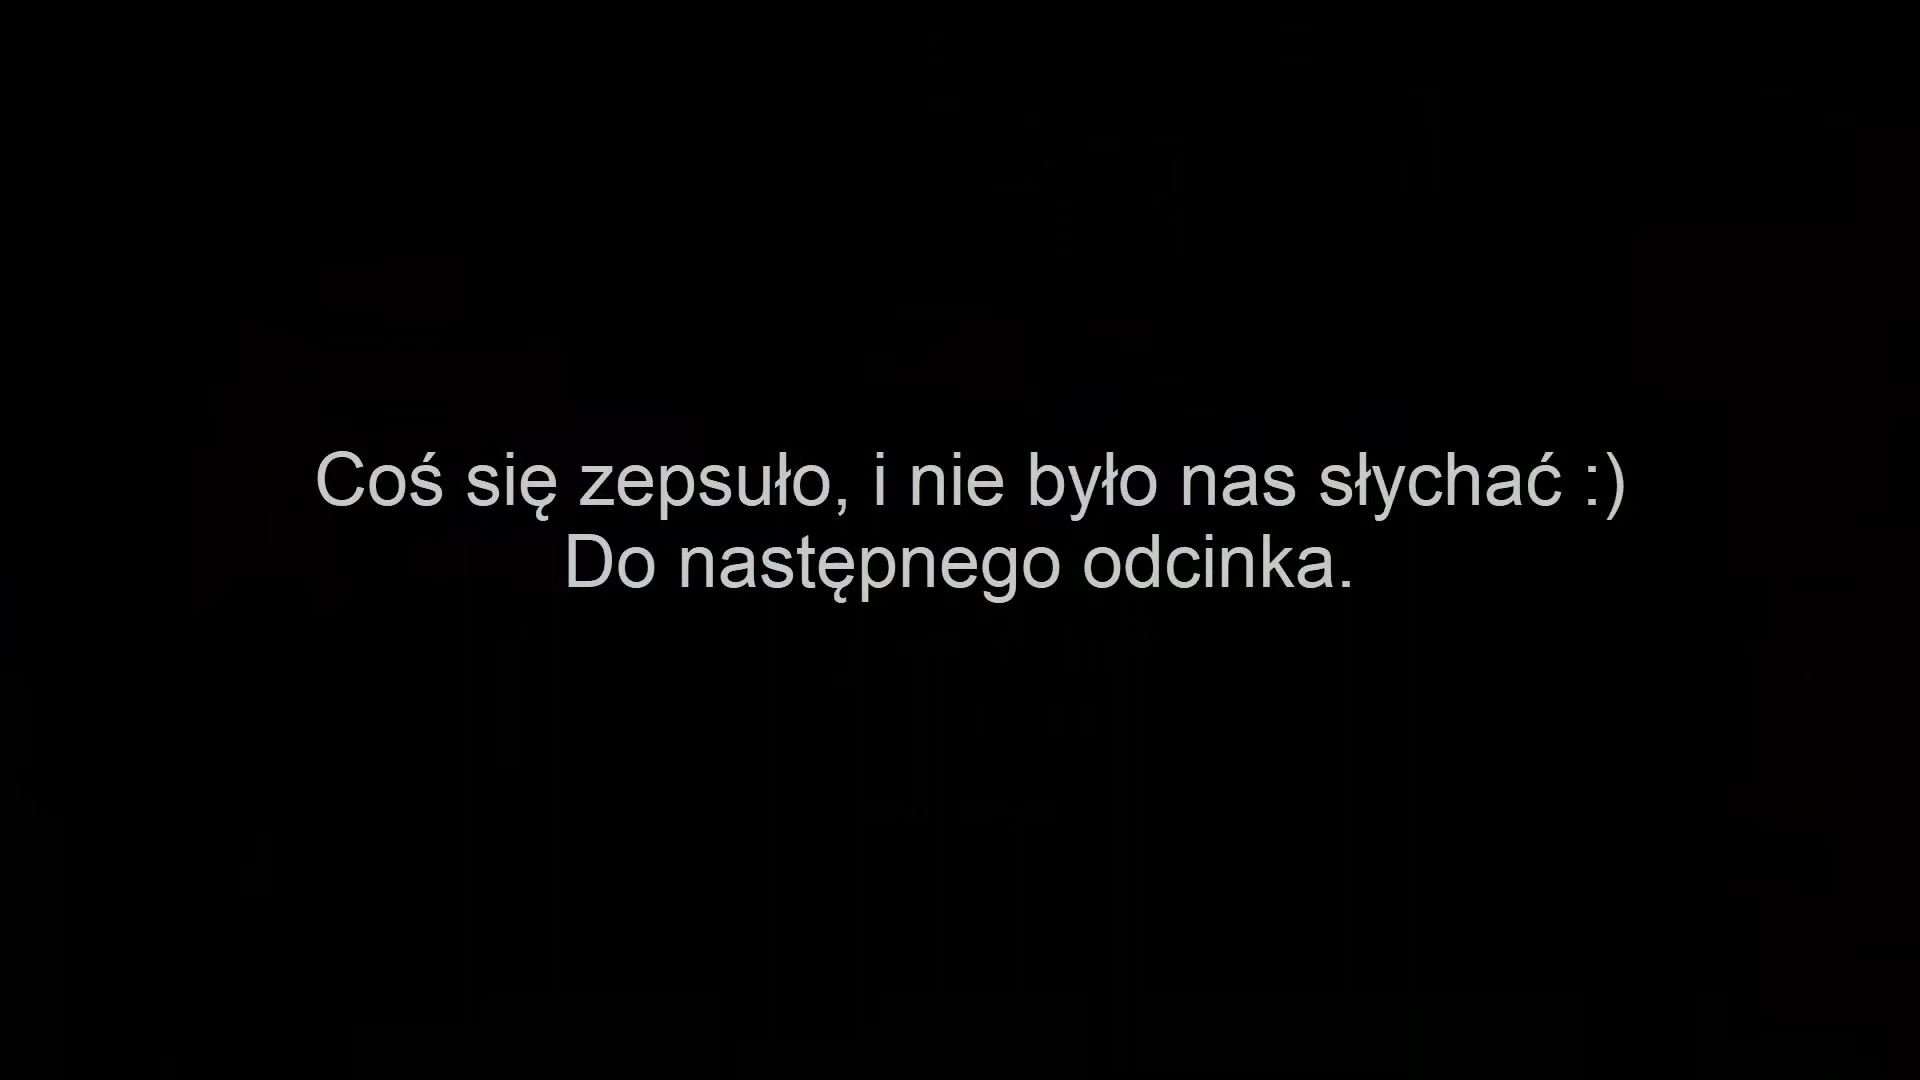 Coś się zepsuło, i nie było nas słychać :)
Do następnego odcinka.